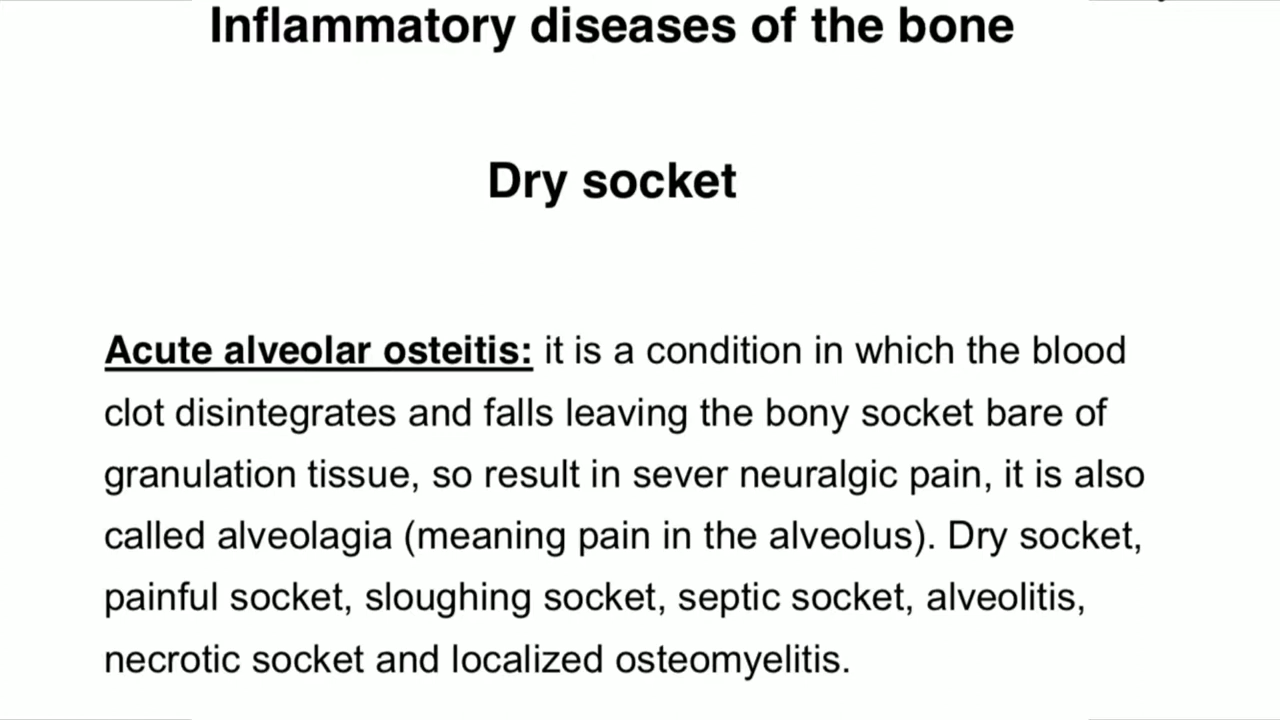 Inflammatory diseases of the bone
Dry socket
Acute alveolar osteitis: it is a condition in which the blood
clot disintegrates and falls leaving the bony socket bare of
granulation tissue, so result in sever neuralgic pain, it is also
called alveolagia (meaning pain in the alveolus). Dry socket,
painful socket, sloughing socket, septic socket, alveolitis,
necrotic socket and localized osteomyelitis.